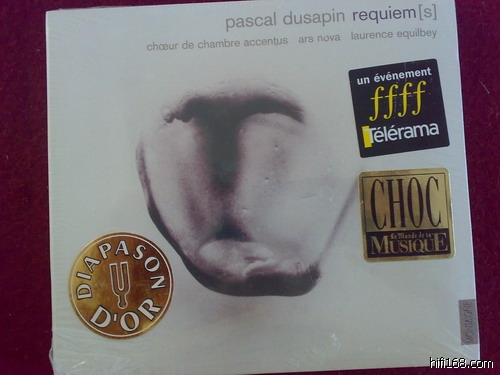 pascal dusapin requiem[s]
chœur de chambre accentus ars nova laurence equilbey
un événement
ffff
Télérama
CHOC
Le Monde de la
MUSIQUE
DIAPASON
D'OR
MONTAIGNE
hifi168.com